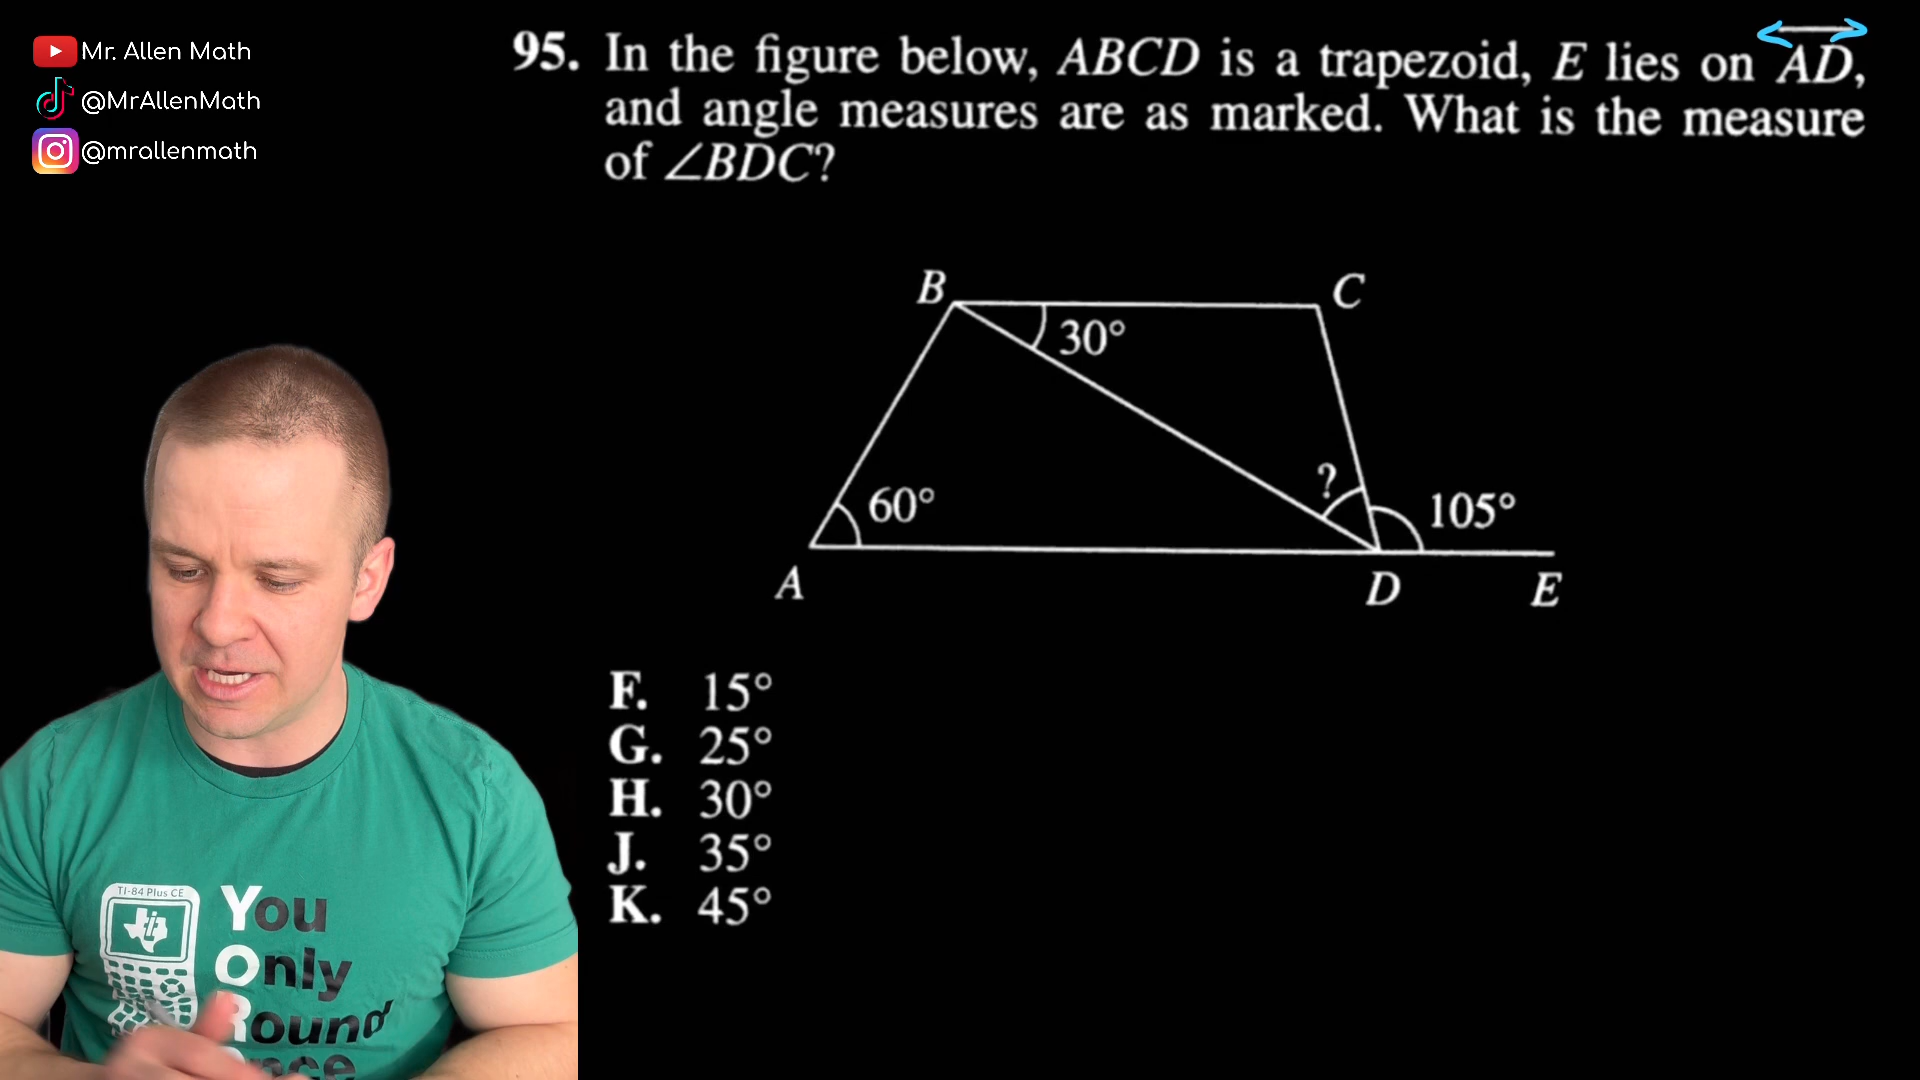 Mr. Allen Math
@MrAllenMath
@mrallenmath
95. In the figure below, ABCD is a trapezoid, E lies on AD,
and angle measures are as marked. What is the measure
of ∠BDC?
B
C
30°
?
60°
105°
A
D
E
F. 15°
G. 25°
H. 30°
J. 35°
K. 45°
TI-84 Plus CE
You
Only
Round